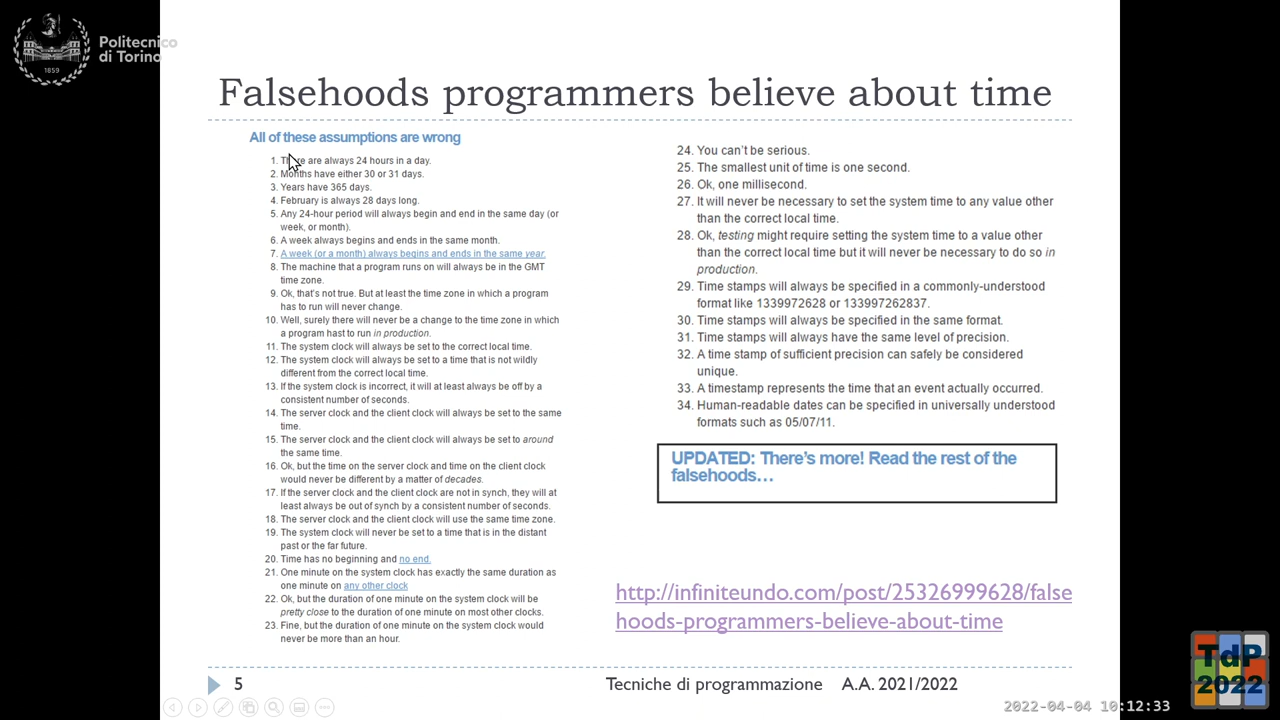 Politecnico
di Torino
1859
Falsehoods programmers believe about time
All of these assumptions are wrong
1. There are always 24 hours in a day.
2. Months have either 30 or 31 days.
3. Years have 365 days.
4. February is always 28 days long.
5. Any 24-hour period will always begin and end in the same day (or
week, or month).
6. A week always begins and ends in the same month.
7. A week (or a month) always begins and ends in the same year.
8. The machine that a program runs on will always be in the GMT
time zone.
9. Ok, that's not true. But at least the time zone in which a program
has to run will never change.
10. Well, surely there will never be a change to the time zone in which
a program hast to run in production.
11. The system clock will always be set to the correct local time.
12. The system clock will always be set to a time that is not wildly
different from the correct local time.
13. If the system clock is incorrect, it will at least always be off by a
consistent number of seconds.
14. The server clock and the client clock will always be set to the same
time.
15. The server clock and the client clock will always be set to around
the same time.
16. Ok, but the time on the server clock and time on the client clock
would never be different by a matter of decades.
17. If the server clock and the client clock are not in synch, they will at
least always be out of synch by a consistent number of seconds.
18. The server clock and the client clock will use the same time zone.
19. The system clock will never be set to a time that is in the distant
past or the far future.
20. Time has no beginning and no end.
21. One minute on the system clock has exactly the same duration as
one minute on any other clock
22. Ok, but the duration of one minute on the system clock will be
pretty close to the duration of one minute on most other clocks.
23. Fine, but the duration of one minute on the system clock would
never be more than an hour.
24. You can't be serious.
25. The smallest unit of time is one second.
26. Ok, one millisecond.
27. It will never be necessary to set the system time to any value other
than the correct local time.
28. Ok, testing might require setting the system time to a value other
than the correct local time but it will never be necessary to do so in
production.
29. Time stamps will always be specified in a commonly-understood
format like 1339972628 or 133997262837.
30. Time stamps will always be specified in the same format.
31. Time stamps will always have the same level of precision.
32. A time stamp of sufficient precision can safely be considered
unique.
33. A timestamp represents the time that an event actually occurred.
34. Human-readable dates can be specified in universally understood
formats such as 05/07/11.
UPDATED: There's more! Read the rest of the
falsehoods…
http://infiniteundo.com/post/25326999628/false
hoods-programmers-believe-about-time
5
Tecniche di programmazione A.A. 2021/2022
TdP
2022
2022-04-04 10:12:33